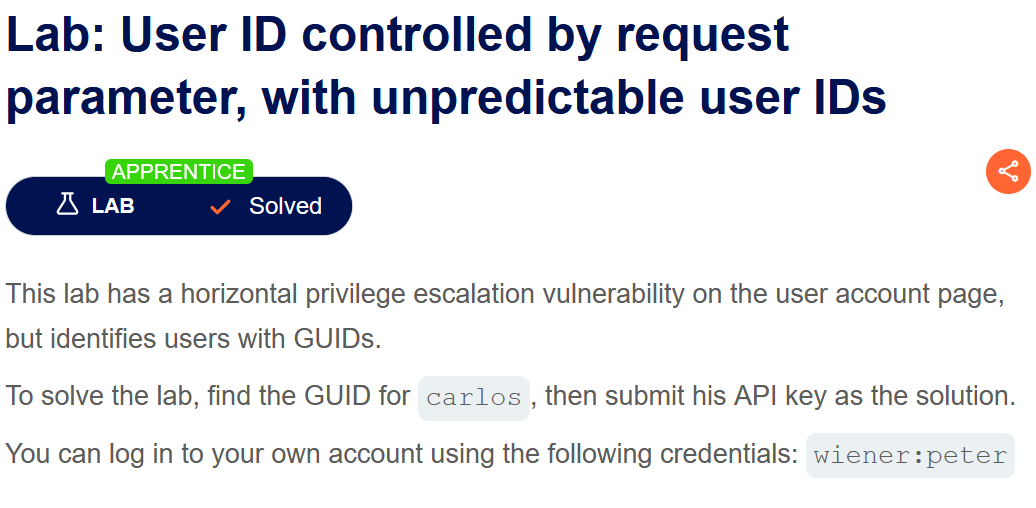 Lab: User ID controlled by request
parameter, with unpredictable user IDs
APPRENTICE
LAB Solved
This lab has a horizontal privilege escalation vulnerability on the user account page,
but identifies users with GUIDs.
To solve the lab, find the GUID for carlos, then submit his API key as the solution.
You can log in to your own account using the following credentials: wiener:peter